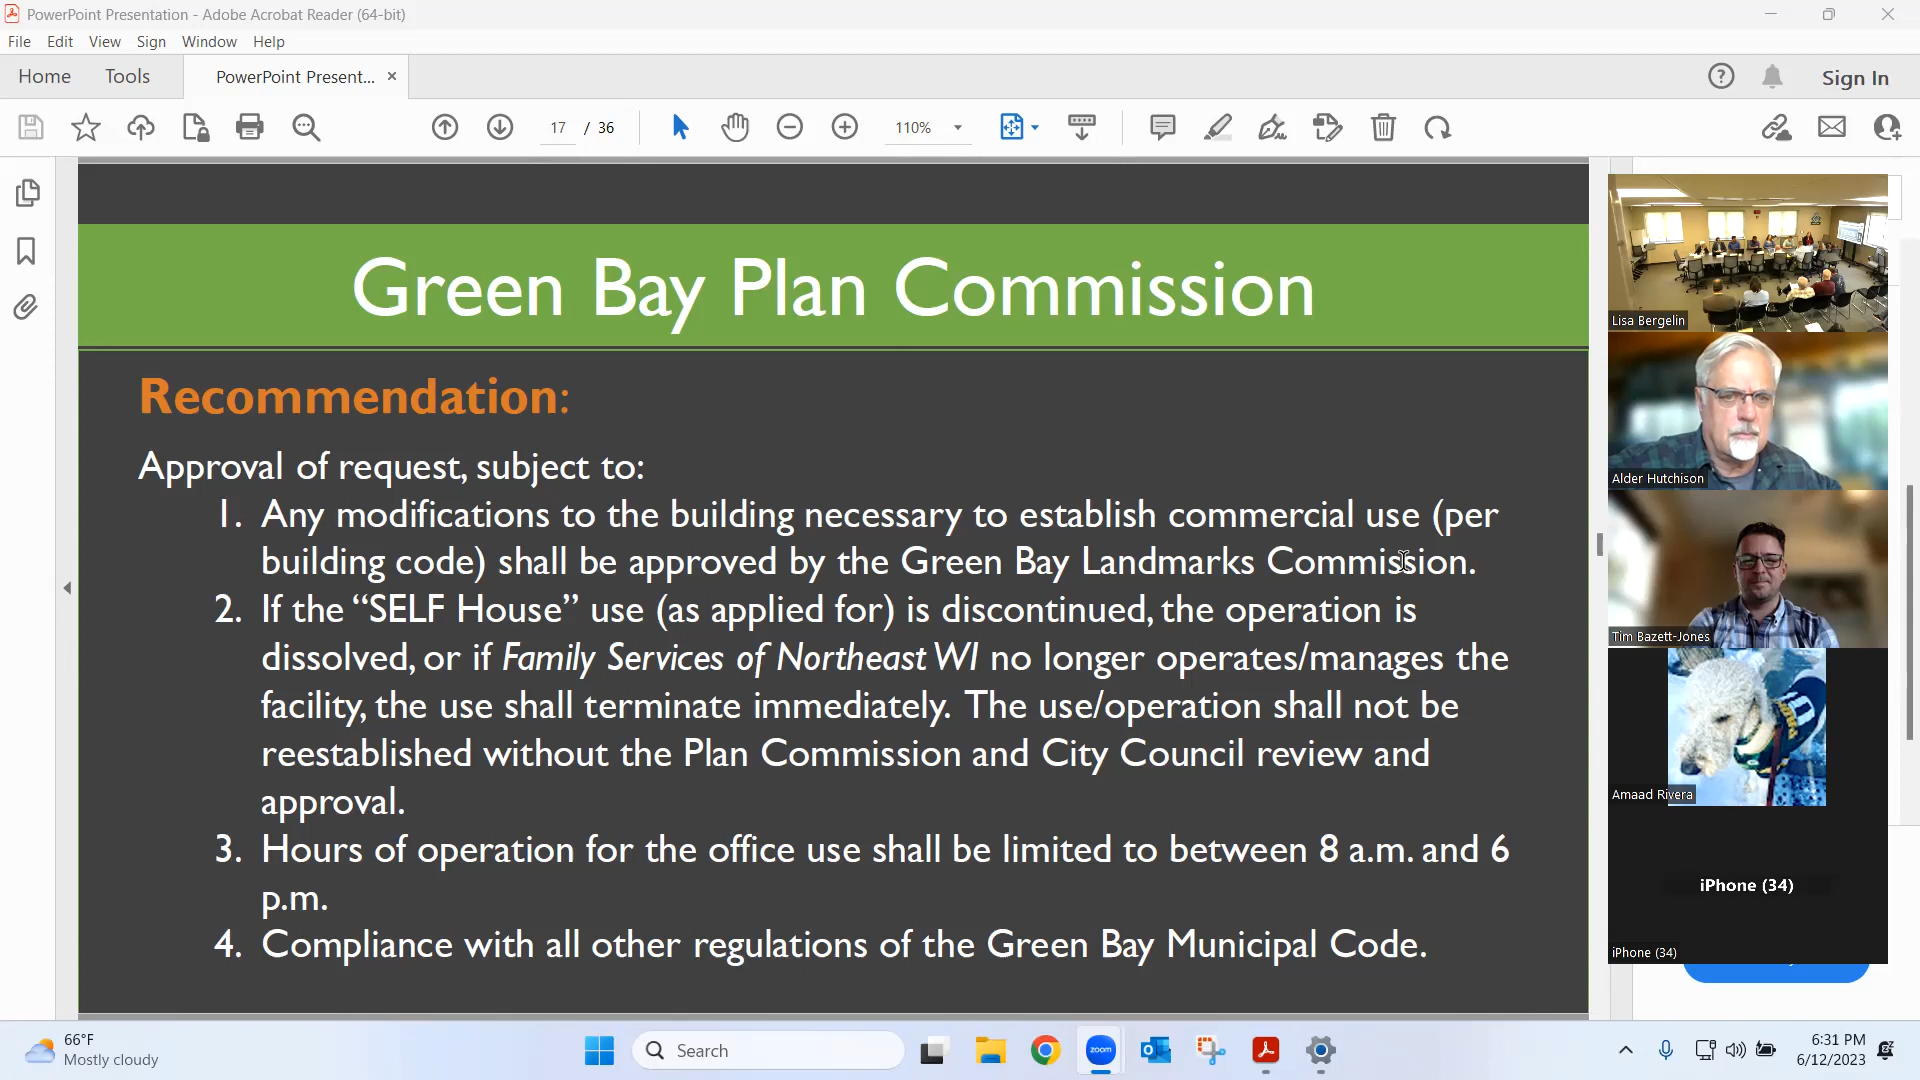 PowerPoint Presentation - Adobe Acrobat Reader (64-bit)
File Edit View Sign Window Help
Home Tools PowerPoint Present... Sign In
17 / 36 110%
Green Bay Plan Commission
Recommendation:
Approval of request, subject to:
1. Any modifications to the building necessary to establish commercial use (per
building code) shall be approved by the Green Bay Landmarks Commission.
2. If the “SELF House” use (as applied for) is discontinued, the operation is
dissolved, or if Family Services of Northeast WI no longer operates/manages the
facility, the use shall terminate immediately. The use/operation shall not be
reestablished without the Plan Commission and City Council review and
approval.
3. Hours of operation for the office use shall be limited to between 8 a.m. and 6
p.m.
4. Compliance with all other regulations of the Green Bay Municipal Code.
Lisa Bergelin
Alder Hutchison
Tim Bazett-Jones
Amaad Rivera
iPhone (34)
iPhone (34)
66°F
Mostly cloudy
Search
zoom
6:31 PM
6/12/2023